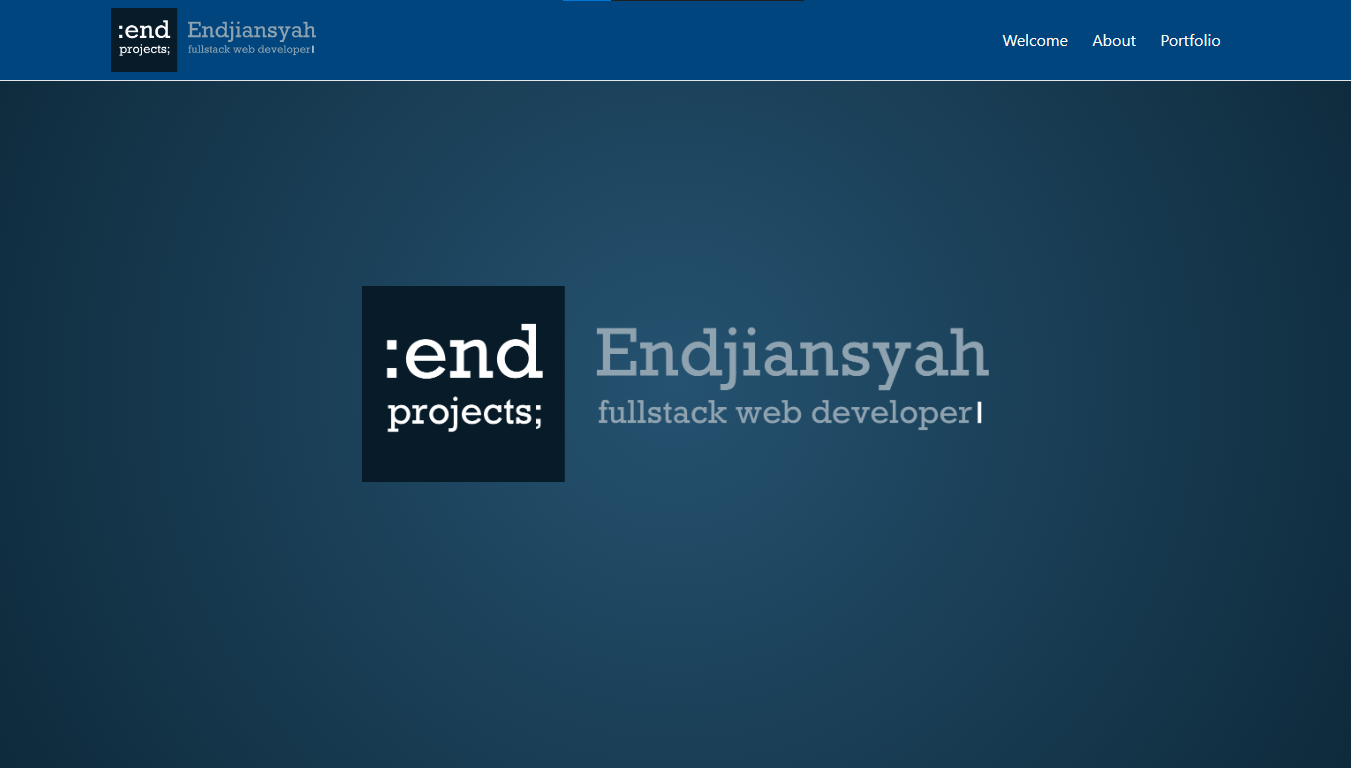 :end
projects;
Endjiansyah
fullstack web developer
Welcome About Portfolio
:end
projects;
Endjiansyah
fullstack web developer